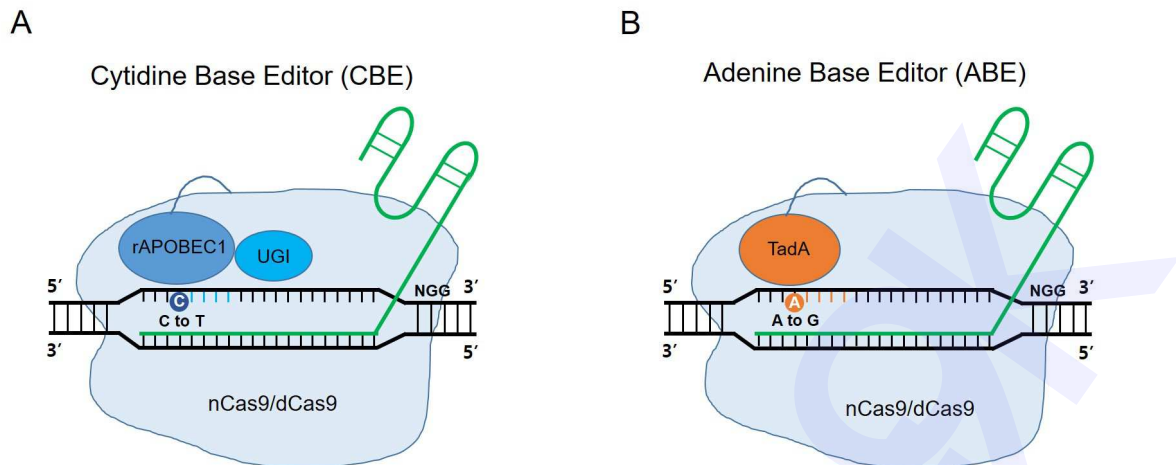 A
Cytidine Base Editor (CBE)
rAPOBEC1
UGI
5′
NGG
3′
C
C to T
3′
5′
nCas9/dCas9
B
Adenine Base Editor (ABE)
TadA
5′
NGG
3′
A
A to G
3′
5′
nCas9/dCas9